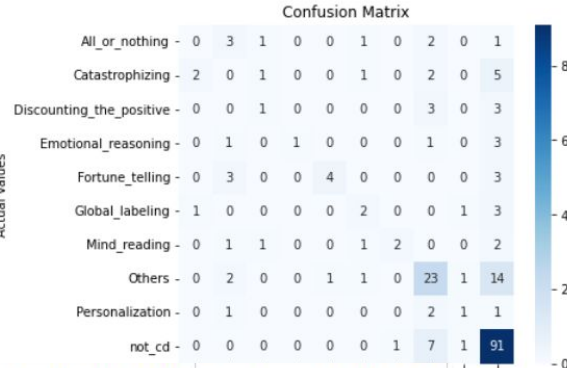 Confusion Matrix
All_or_nothing - 0 3 1 0 0 1 0 2 0 1
Catastrophizing - 2 0 1 0 0 1 0 2 0 5
Discounting_the_positive - 0 0 1 0 0 0 0 3 0 3
Emotional_reasoning - 0 1 0 1 0 0 0 1 0 3
Fortune_telling - 0 3 0 0 4 0 0 0 0 3
Global_labeling - 1 0 0 0 0 2 0 0 1 3
Mind_reading - 0 1 1 0 0 1 2 0 0 2
Others - 0 2 0 0 1 1 0 23 1 14
Personalization - 0 1 0 0 0 0 0 2 1 1
not_cd - 0 0 0 0 0 0 1 7 1 91
Actual Values
- 8
- 6
- 4
- 2
- 0